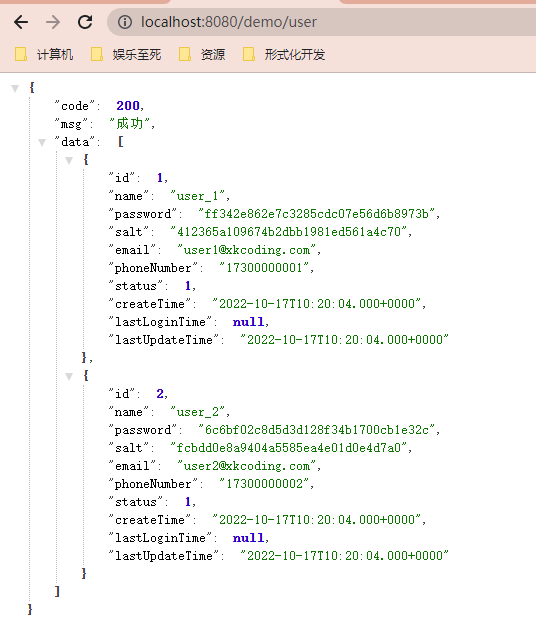 localhost:8080/demo/user
计算机 娱乐至死 资源 形式化开发
{
"code": 200,
"msg": "成功",
"data": [
{
"id": 1,
"name": "user_1",
"password": "ff342e862e7c3285cdc07e56d6b8973b",
"salt": "412365a109674b2dbb1981ed561a4c70",
"email": "user1@xkcoding.com",
"phoneNumber": "17300000001",
"status": 1,
"createTime": "2022-10-17T10:20:04.000+0000",
"lastLoginTime": null,
"lastUpdateTime": "2022-10-17T10:20:04.000+0000"
},
{
"id": 2,
"name": "user_2",
"password": "6c6bf02c8d5d3d128f34b1700cb1e32c",
"salt": "fcbdd0e8a9404a5585ea4e01d0e4d7a0",
"email": "user2@xkcoding.com",
"phoneNumber": "17300000002",
"status": 1,
"createTime": "2022-10-17T10:20:04.000+0000",
"lastLoginTime": null,
"lastUpdateTime": "2022-10-17T10:20:04.000+0000"
}
]
}